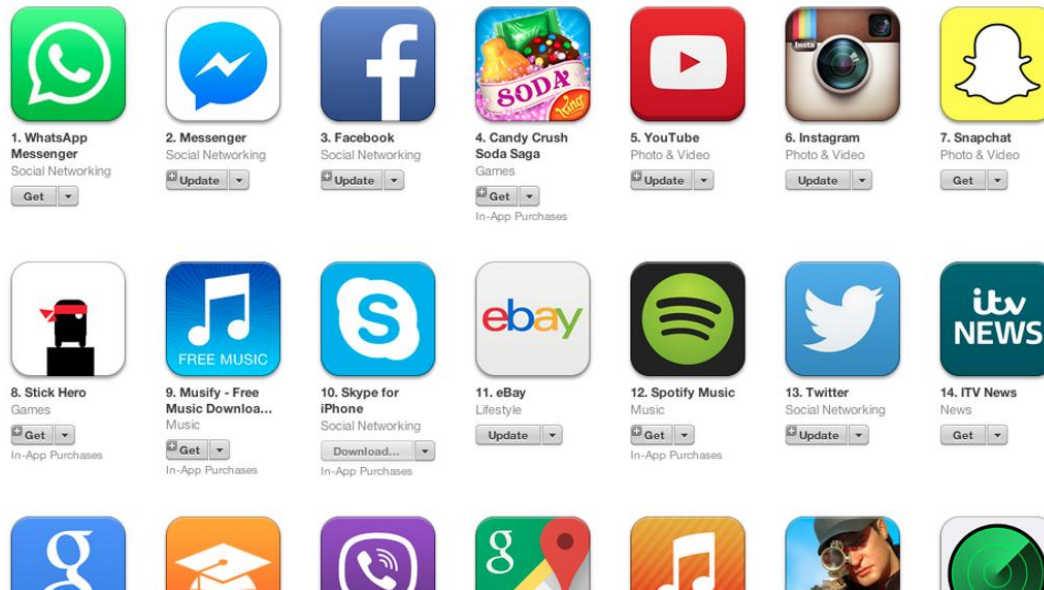 Insta
SODA
King
1. WhatsApp
Messenger
Social Networking
Get
2. Messenger
Social Networking
Update
3. Facebook
Social Networking
Update
4. Candy Crush
Soda Saga
Games
Get
In-App Purchases
5. YouTube
Photo & Video
Update
6. Instagram
Photo & Video
Update
7. Snapchat
Photo & Video
Get
FREE MUSIC
S
ebay
itv
NEWS
8. Stick Hero
Games
Get
In-App Purchases
9. Musify - Free
Music Downloa...
Music
Get
In-App Purchases
10. Skype for
iPhone
Social Networking
Download...
In-App Purchases
11. eBay
Lifestyle
Update
12. Spotify Music
Music
Get
In-App Purchases
13. Twitter
Social Networking
Update
14. ITV News
News
Get
g
g